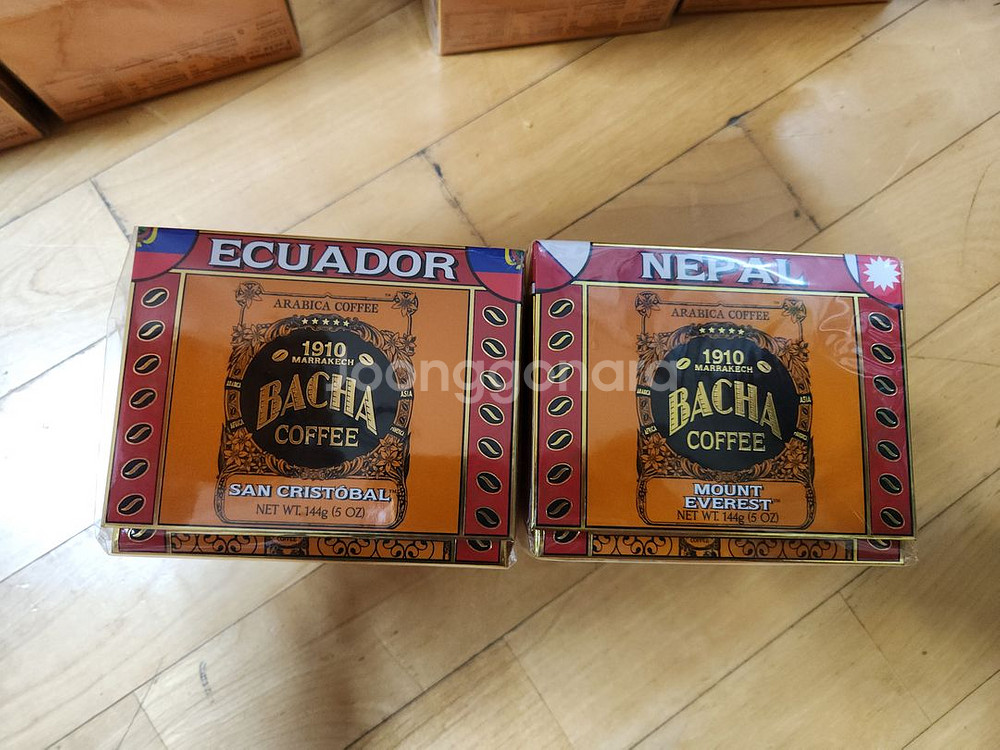 ECUADOR
ARABICA COFFEE
1910
MARRAKECH
BACHA
COFFEE
SAN CRISTÓBAL
NET WT. 144g (5 OZ)
NEPAL
ARABICA COFFEE
1910
MARRAKECH
BACHA
COFFEE
MOUNT
EVEREST
NET WT. 144g (5 OZ)
Joonggonara